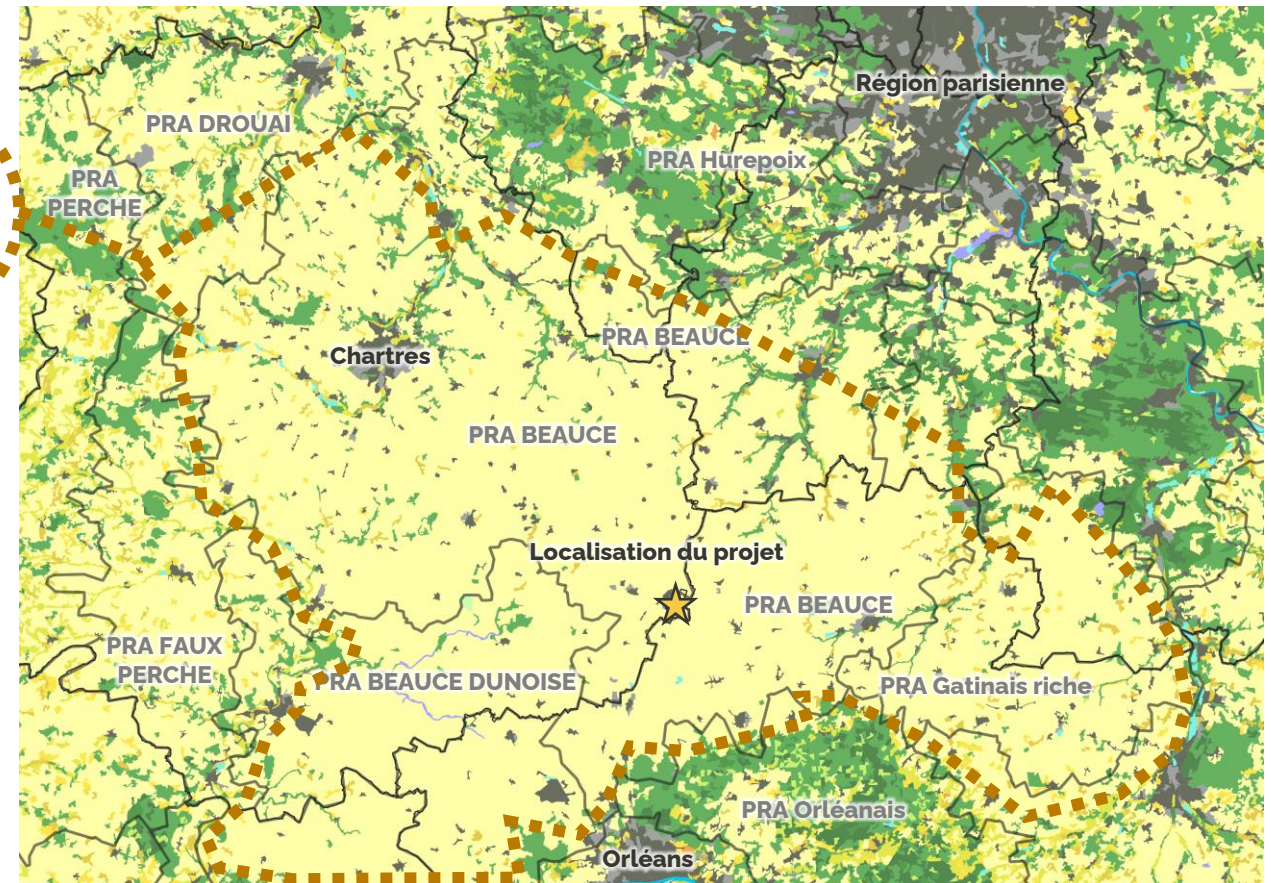 Région parisienne
PRA DROUAI
PRA Hurepoix
PRA
PERCHE
PRA BEAUCE
Chartres
PRA BEAUCE
Localisation du projet
PRA BEAUCE
PRA FAUX
PERCHE
PRA BEAUCE DUNOISE
PRA Gatinais riche
PRA Orléanais
Orléans